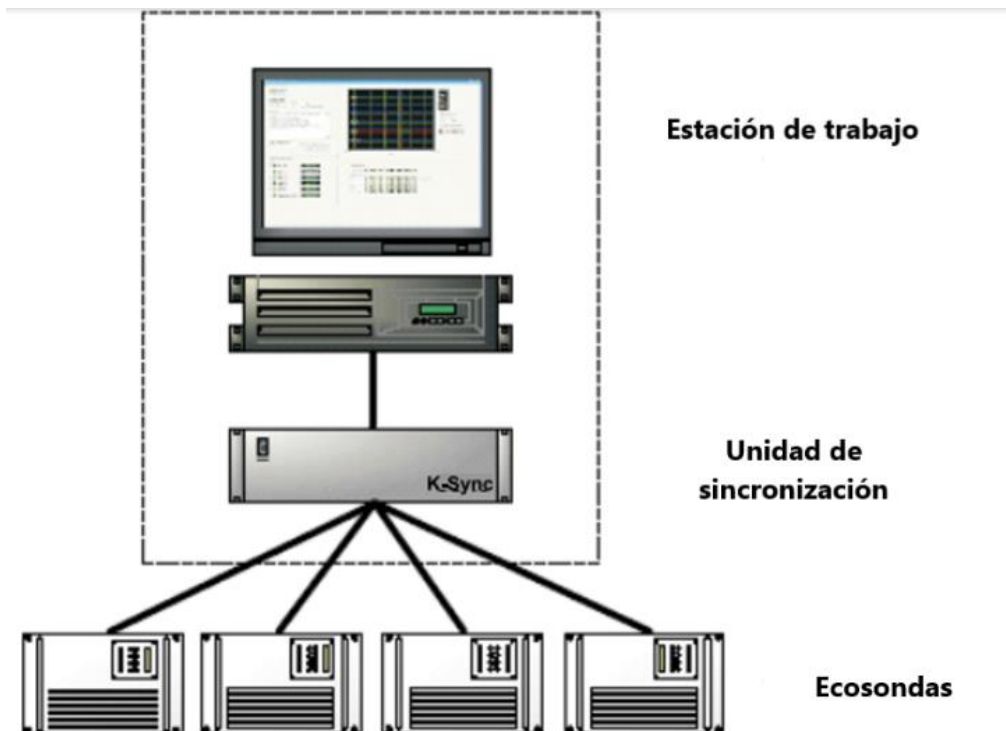 Estación de trabajo
K-Sync
Unidad de
sincronización
Ecosondas